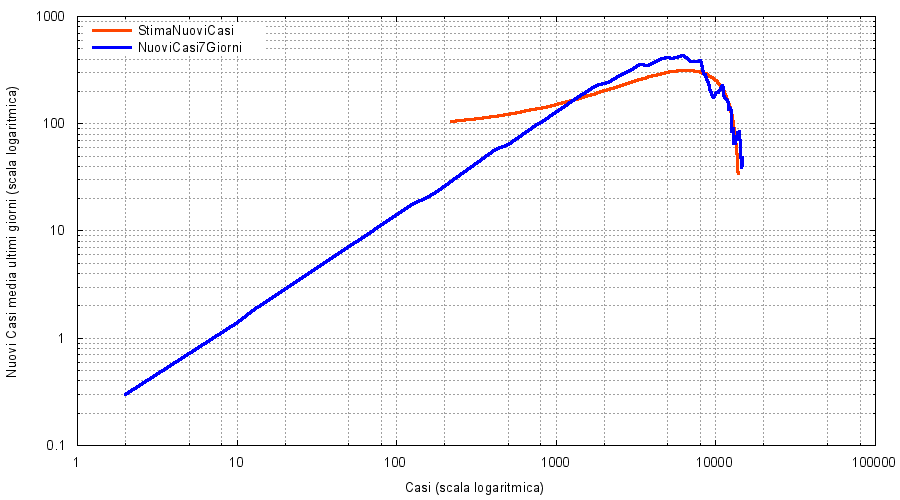 1000
StimaNuoviCasi
NuoviCasi7Giorni
100
10
1
0.1
Nuovi Casi media ultimi giorni (scala logaritmica)
1 10 100 1000 10000 100000
Casi (scala logaritmica)